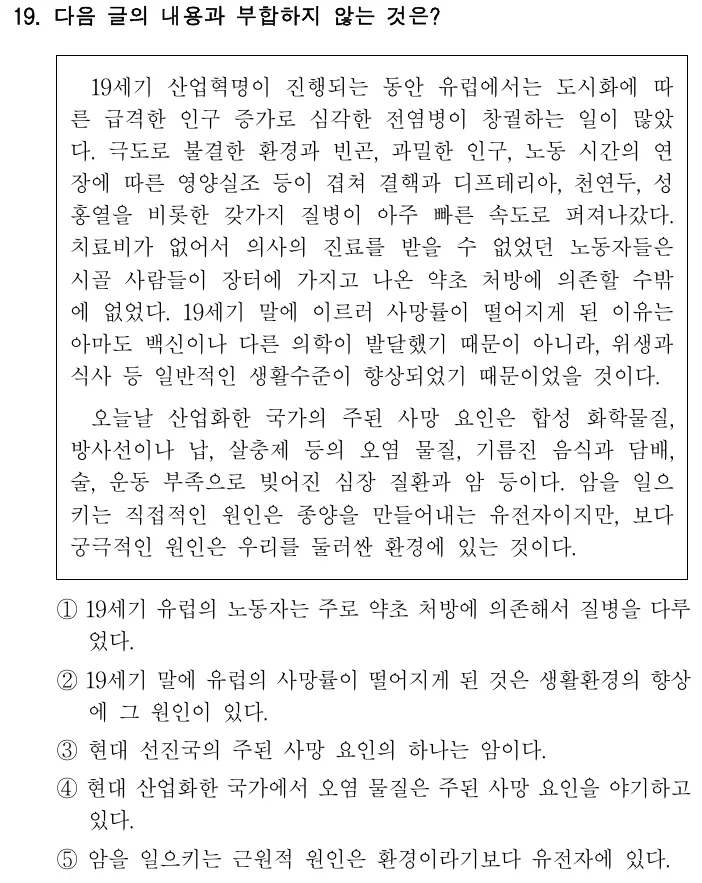 19. 다음 글의 내용과 부합하지 않는 것은?
19세기 산업혁명이 진행되는 동안 유럽에서는 도시화에 따
른 급격한 인구 증가로 심각한 전염병이 창궐하는 일이 많았
다. 극도로 불결한 환경과 빈곤, 과밀한 인구, 노동 시간의 연
장에 따른 영양실조 등이 겹쳐 결핵과 디프테리아, 천연두, 성
홍열을 비롯한 갖가지 질병이 아주 빠른 속도로 퍼져나갔다.
치료비가 없어서 의사의 진료를 받을 수 없었던 노동자들은
시골 사람들이 장터에 가지고 나온 약초 처방에 의존할 수밖
에 없었다. 19세기 말에 이르러 사망률이 떨어지게 된 이유는
아마도 백신이나 다른 의학이 발달했기 때문이 아니라, 위생과
식사 등 일반적인 생활수준이 향상되었기 때문이었을 것이다.
오늘날 산업화한 국가의 주된 사망 요인은 합성 화학물질,
방사선이나 납, 살충제 등의 오염 물질, 기름진 음식과 담배,
술, 운동 부족으로 빚어진 심장 질환과 암 등이다. 암을 일으
키는 직접적인 원인은 종양을 만들어내는 유전자이지만, 보다
궁극적인 원인은 우리를 둘러싼 환경에 있는 것이다.
① 19세기 유럽의 노동자는 주로 약초 처방에 의존해서 질병을 다루
었다.
② 19세기 말에 유럽의 사망률이 떨어지게 된 것은 생활환경의 향상
에 그 원인이 있다.
③ 현대 선진국의 주된 사망 요인의 하나는 암이다.
④ 현대 산업화한 국가에서 오염 물질은 주된 사망 요인을 야기하고
있다.
⑤ 암을 일으키는 근원적 원인은 환경이라기보다 유전자에 있다.